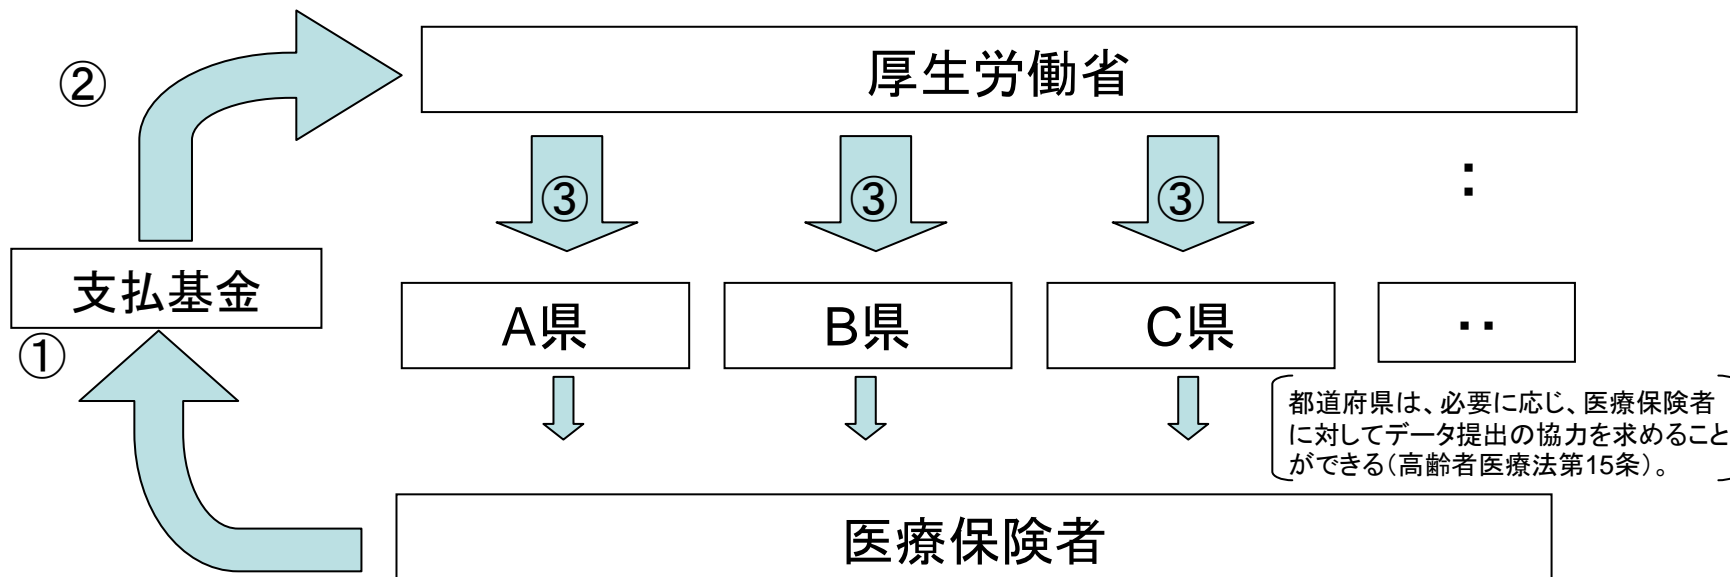 ②
厚生労働省
③
③
③
：
支払基金
①
A県
B県
C県
‥
都道府県は、必要に応じ、医療保険者
に対してデータ提出の協力を求めること
ができる（高齢者医療法第15条）。
医療保険者